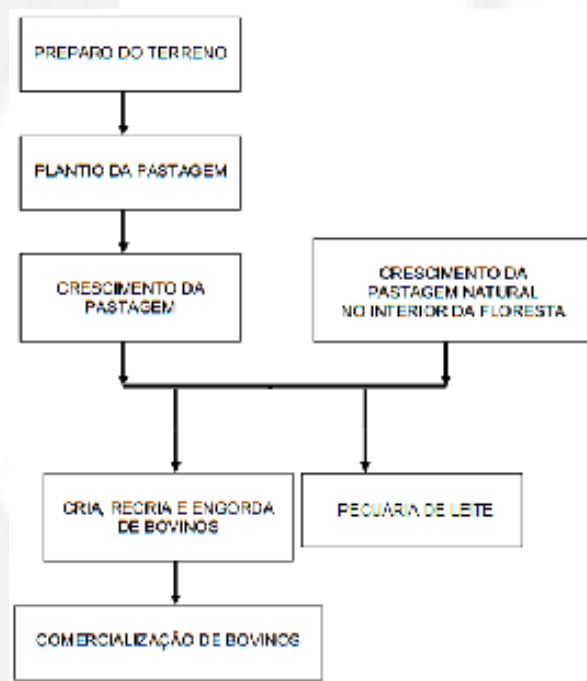 PREPARO DO TERRENO
PLANTIO DA PASTAGEM
CRESCIMENTO DA
PASTAGEM
CRESCIMENTO DA
PASTAGEM NATURAL
NO INTERIOR DA FLORESTA
CRIA, RECRIA E ENGORDA
DE BOVINOS
PECUÁRIA DE LEITE
COMERCIALIZAÇÃO DE BOVINOS